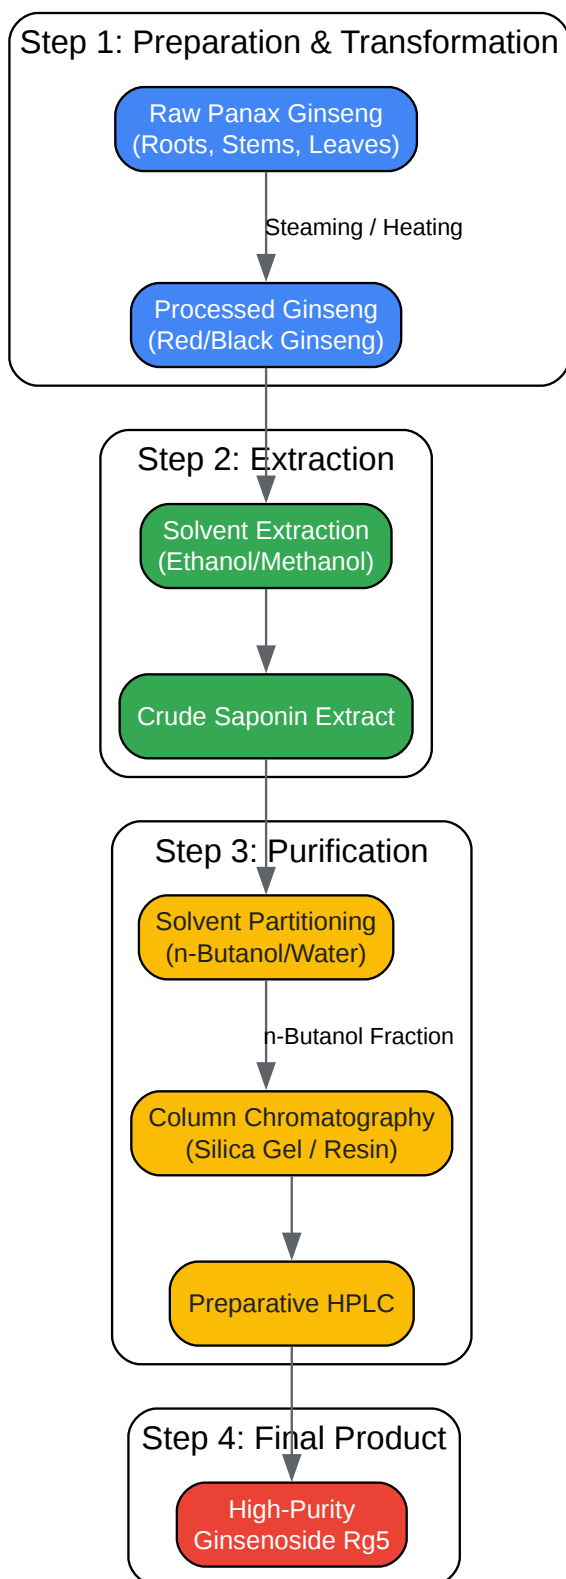 Step 1: Preparation & Transformation
Raw Panax Ginseng
(Roots, Stems, Leaves)
Steaming / Heating
Processed Ginseng
(Red/Black Ginseng)
Step 2: Extraction
Solvent Extraction
(Ethanol/Methanol)
Crude Saponin Extract
Step 3: Purification
Solvent Partitioning
(n-Butanol/Water)
n-Butanol Fraction
Column Chromatography
(Silica Gel / Resin)
Preparative HPLC
Step 4: Final Product
High-Purity
Ginsenoside Rg5